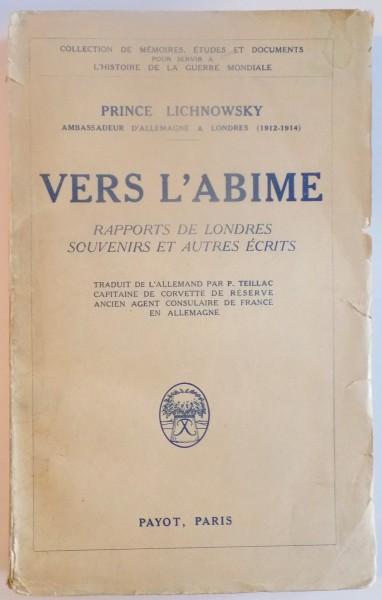 COLLECTION DE MÉMOIRES, ÉTUDES ET DOCUMENTS
POUR SERVIR A
L'HISTOIRE DE LA GUERRE MONDIALE
PRINCE LICHNOWSKY
AMBASSADEUR D'ALLEMAGNE A LONDRES (1912-1914)
VERS L'ABIME
RAPPORTS DE LONDRES
SOUVENIRS ET AUTRES ÉCRITS
TRADUIT DE L'ALLEMAND PAR P. TEILLAC
CAPITAINE DE CORVETTE DE RÉSERVE
ANCIEN AGENT CONSULAIRE DE FRANCE
EN ALLEMAGNE
PAYOT, PARIS